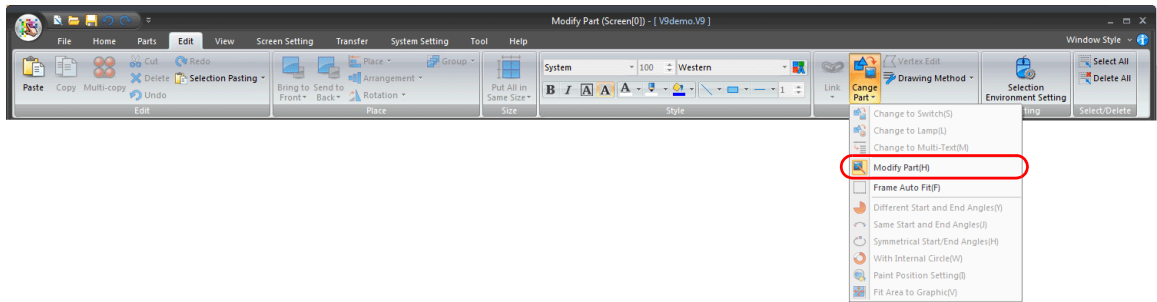 Modify Part (Screen[0]) - [ V9demo.V9 ]
File Home Parts Edit View Screen Setting Transfer System Setting Tool Help Window Style
Paste Copy Multi-copy Cut Redo
Delete Selection Pasting
Undo
Edit
Bring to Front Send to Back Place Group
Arrangement
Rotation
Place
Put All in Same Size
Size
System 100 Western
B I A A A 1
Style
Link Cange Part Vertex Edit
Drawing Method
Selection Environment Setting
ting
Select All
Delete All
Select/Delete
Change to Switch(S)
Change to Lamp(L)
Change to Multi-Text(M)
Modify Part(H)
Frame Auto Fit(F)
Different Start and End Angles(Y)
Same Start and End Angles(J)
Symmetrical Start/End Angles(H)
With Internal Circle(W)
Paint Position Setting(I)
Fit Area to Graphic(V)